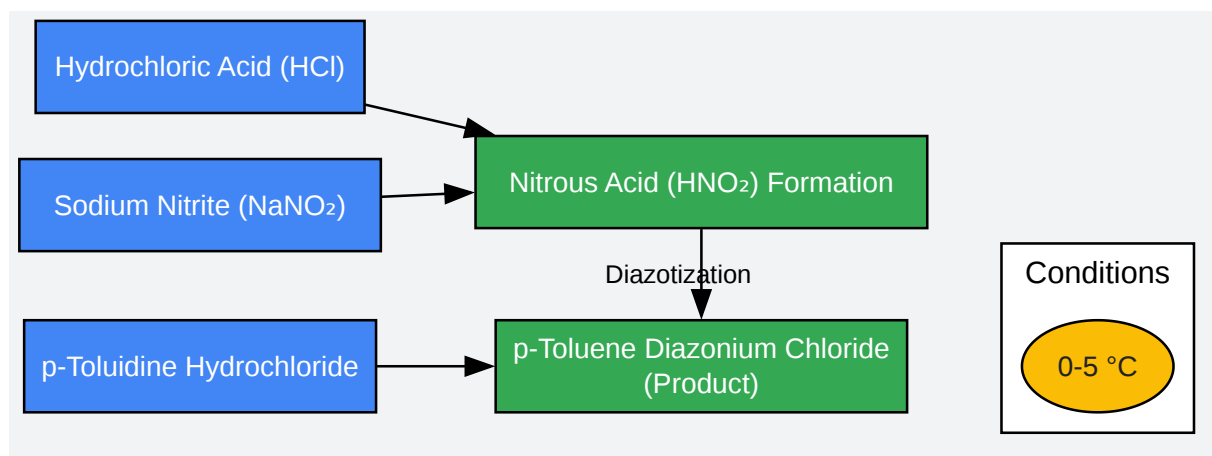 Hydrochloric Acid (HCl)
Sodium Nitrite (NaNO₂)
Nitrous Acid (HNO₂) Formation
Diazotization
p-Toluidine Hydrochloride
p-Toluene Diazonium Chloride
(Product)
Conditions
0-5 °C